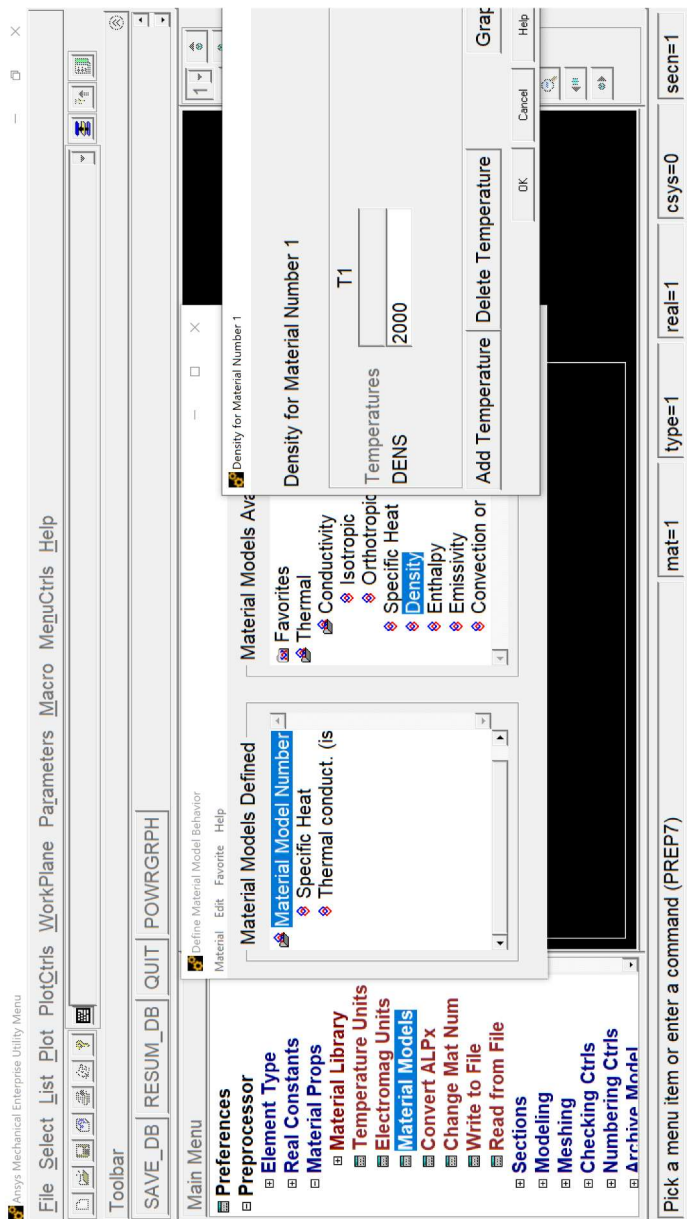 Ansys Mechanical Enterprise Utility Menu
File Select List Plot PlotCtrls WorkPlane Parameters Macro MenuCtrls Help
Toolbar
SAVE_DB RESUM_DB QUIT POWRGRPH
Main Menu
Preferences
Preprocessor
Element Type
Real Constants
Material Props
Material Library
Temperature Units
Electromag Units
Material Models
Convert ALPx
Change Mat Num
Write to File
Read from File
Sections
Modeling
Meshing
Checking Ctrls
Numbering Ctrls
Archive Model
Define Material Model Behavior
Material Edit Favorite Help
Material Models Defined
Material Model Number
Specific Heat
Thermal conduct. (is
Material Models Ava
Favorites
Thermal
Conductivity
Isotropic
Orthotropic
Specific Heat
Density
Enthalpy
Emissivity
Convection or
Density for Material Number 1
Density for Material Number 1
T1
Temperatures
DENS 2000
Add Temperature Delete Temperature Grap
OK Cancel Help
1
Pick a menu item or enter a command (PREP7) mat=1 type=1 real=1 csys=0 secn=1